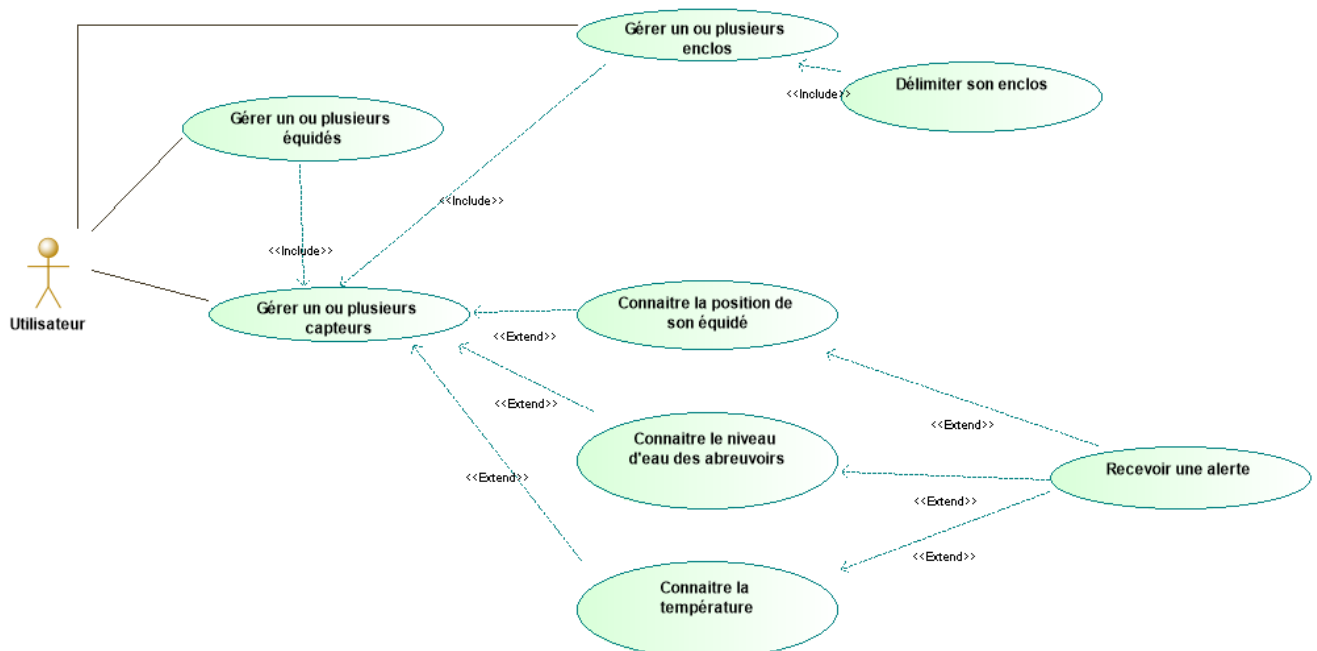 Gérer un ou plusieurs
enclos
Délimiter son enclos
<<Include>>
Gérer un ou plusieurs
équidés
<<Include>>
<<Include>>
Utilisateur
Gérer un ou plusieurs
capteurs
Connaitre la position de
son équidé
<<Extend>>
<<Extend>>
<<Extend>>
Connaitre le niveau
d'eau des abreuvoirs
<<Extend>>
Recevoir une alerte
<<Extend>>
<<Extend>>
Connaitre la
température